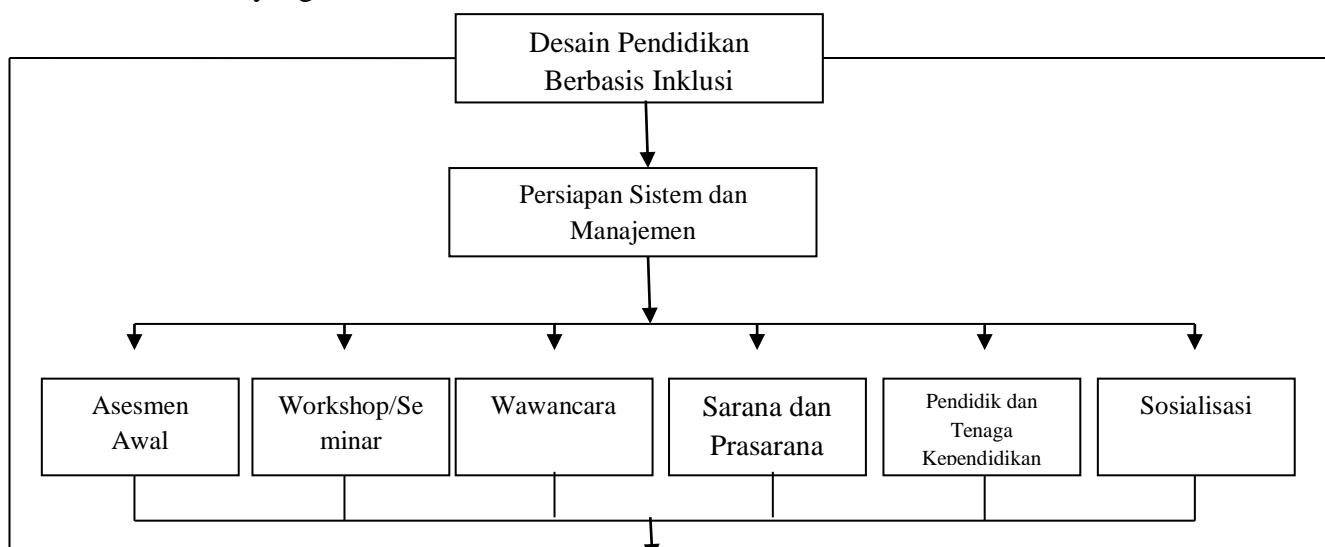 Desain Pendidikan
Berbasis Inklusi
Persiapan Sistem dan
Manajemen
Asesmen
Awal
Workshop/Se
minar
Wawancara
Sarana dan
Prasarana
Pendidik dan
Tenaga
Kependidikan
Sosialisasi